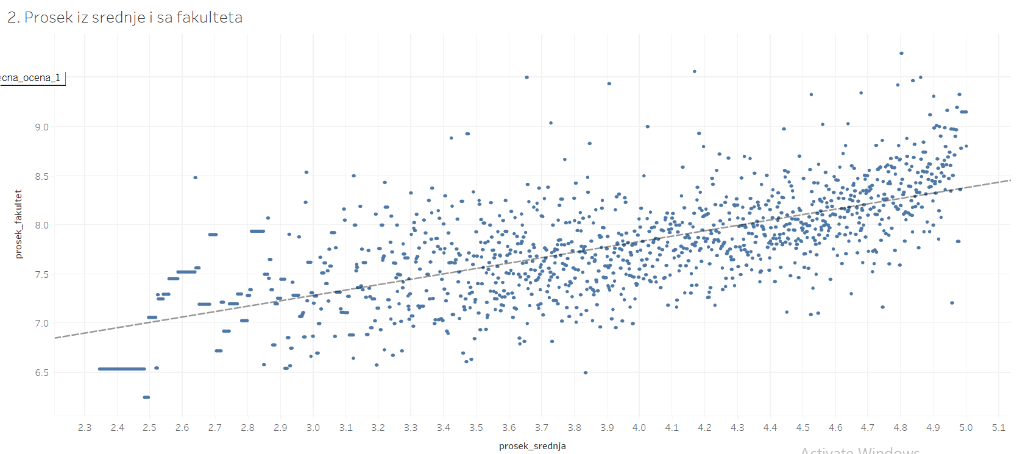 2. Prosek iz srednje i sa fakulteta
cna_ocena_1
9.0
8.5
8.0
7.5
7.0
6.5
prosek_fakultet
2.3 2.4 2.5 2.6 2.7 2.8 2.9 3.0 3.1 3.2 3.3 3.4 3.5 3.6 3.7 3.8 3.9 4.0 4.1 4.2 4.3 4.4 4.5 4.6 4.7 4.8 4.9 5.0 5.1
prosek_srednja
Activate Windows